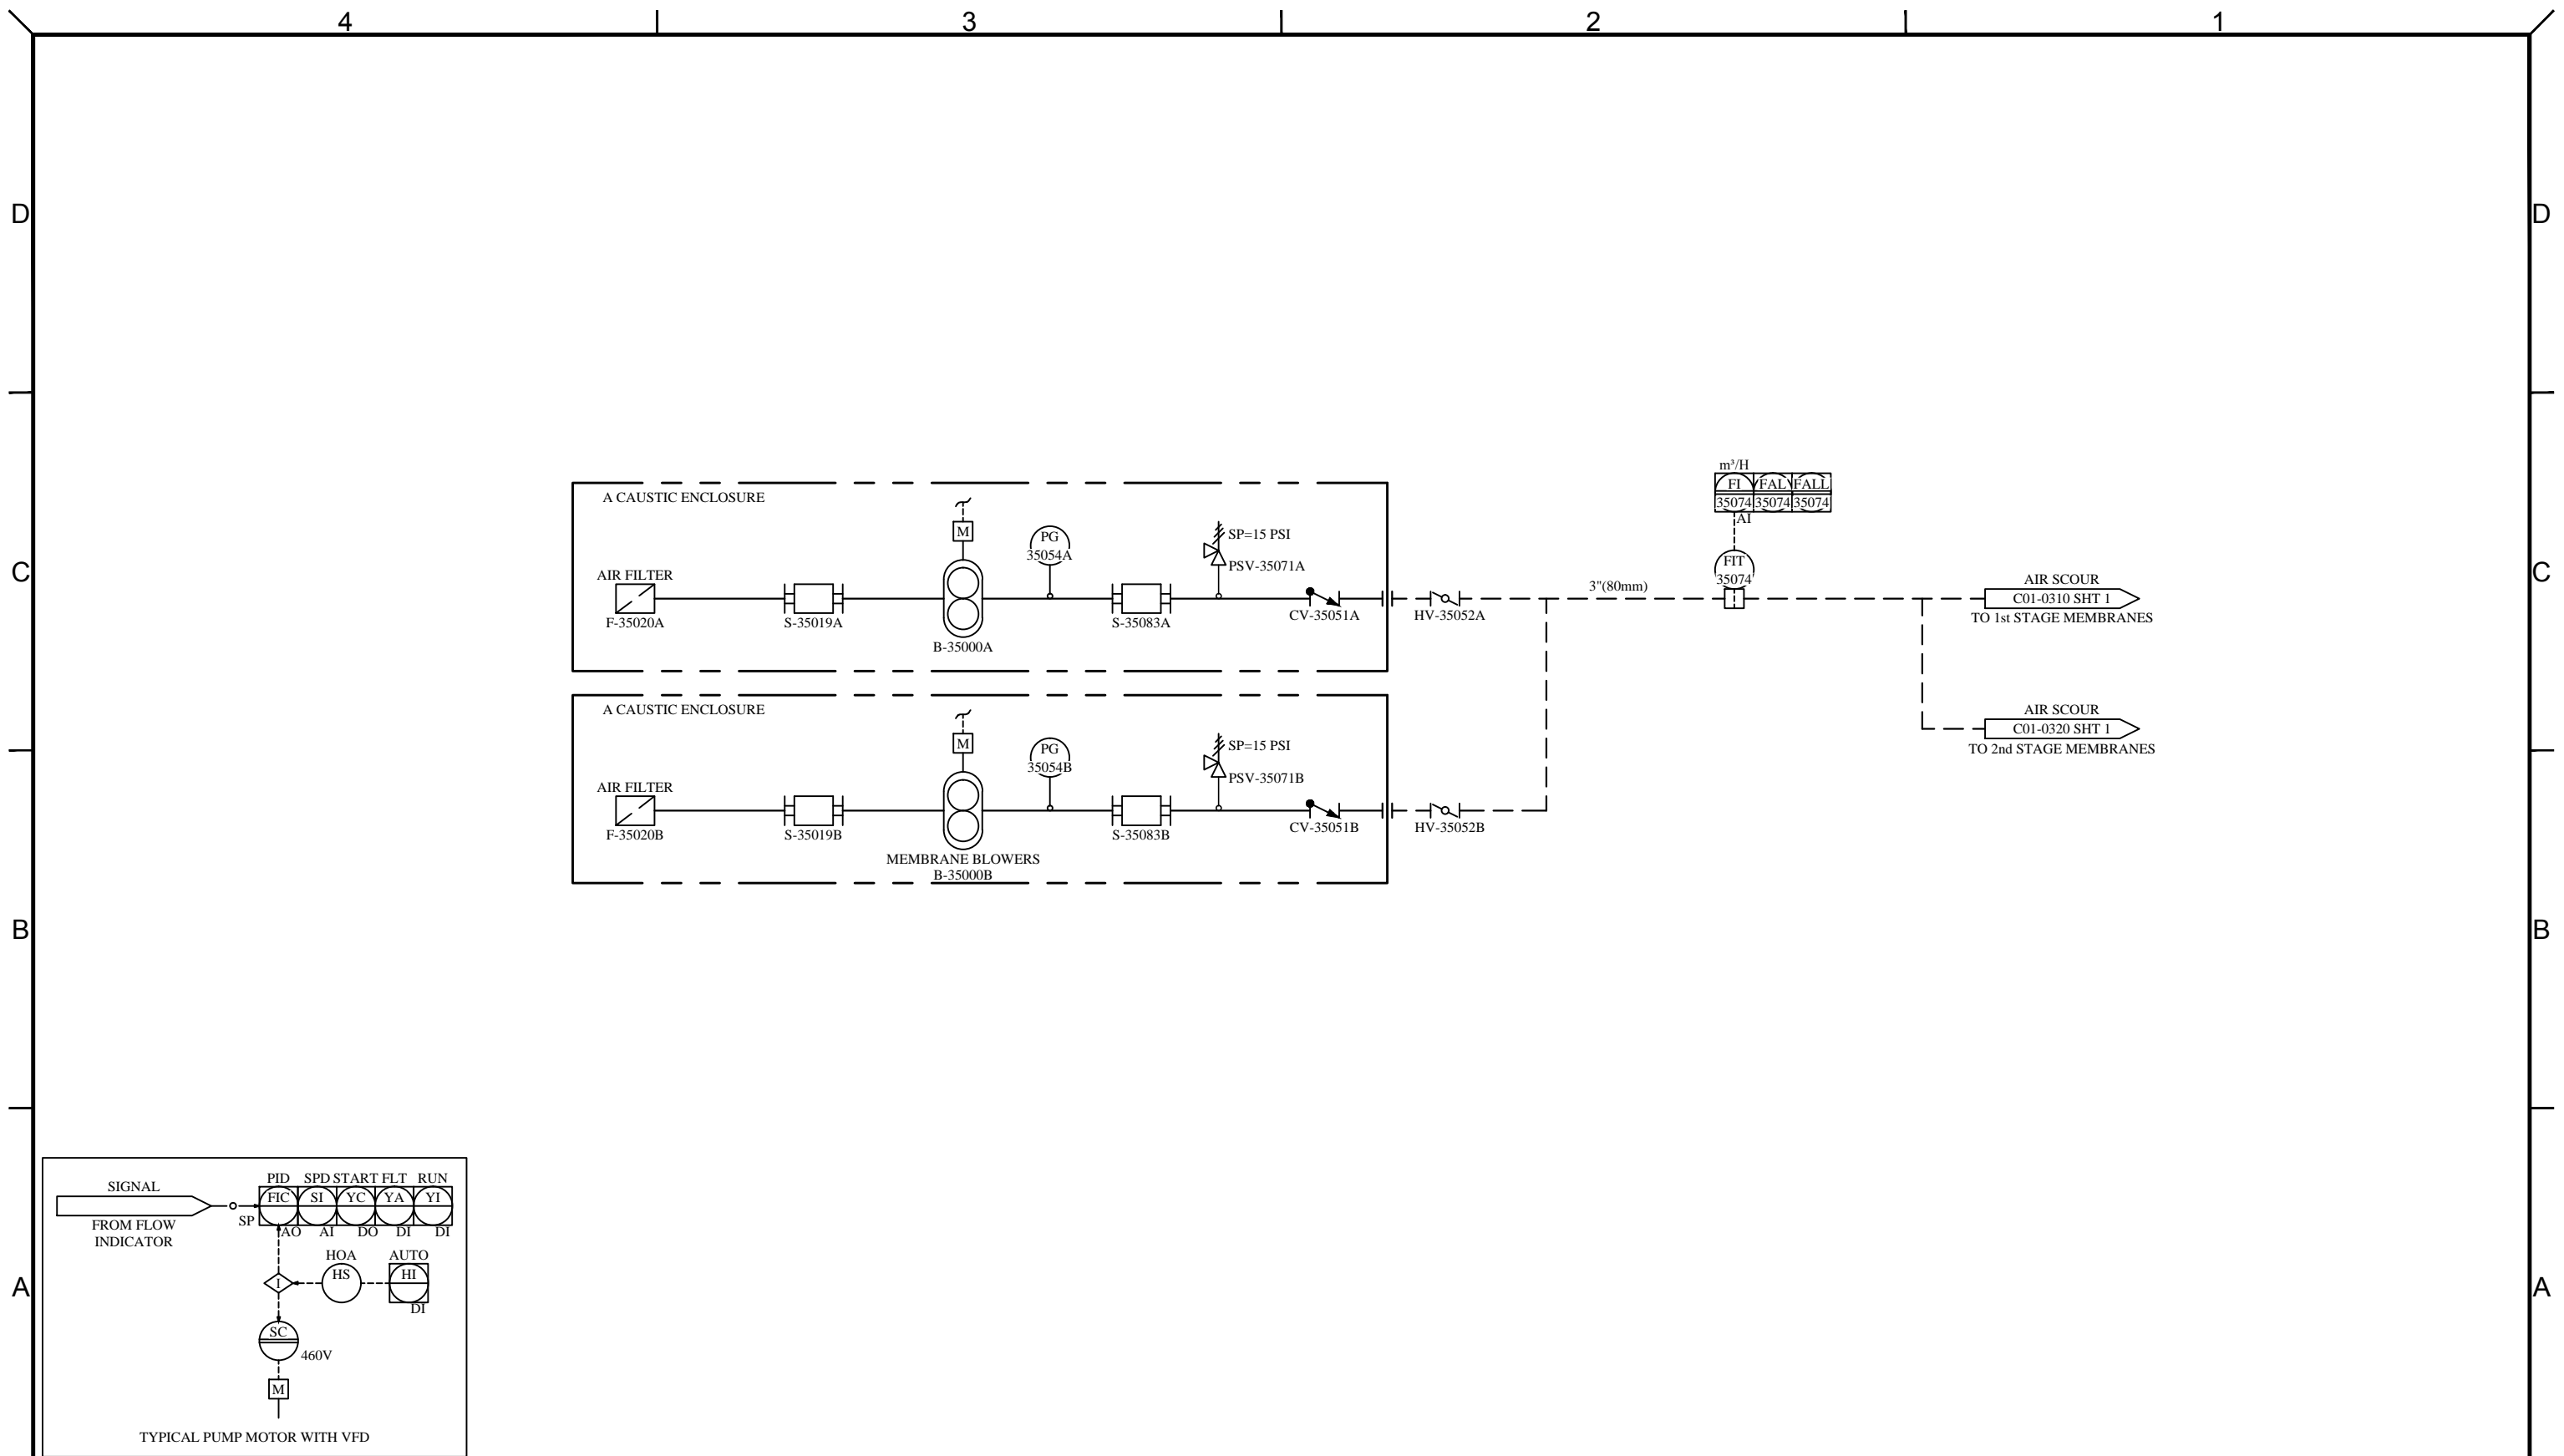 4
3
2
1
D
D
C
C
B
B
A
A
A CAUSTIC ENCLOSURE
M
PG
35054A
SP=15 PSI
PSV-35071A
AIR FILTER
F-35020A
S-35019A
B-35000A
S-35083A
CV-35051A
HV-35052A
3"(80mm)
m³/H
FI
FAL
FALL
35074
35074
35074
AI
FIT
35074
AIR SCOUR
C01-0310 SHT 1
TO 1st STAGE MEMBRANES
A CAUSTIC ENCLOSURE
M
PG
35054B
SP=15 PSI
PSV-35071B
AIR FILTER
F-35020B
S-35019B
MEMBRANE BLOWERS
B-35000B
S-35083B
CV-35051B
HV-35052B
AIR SCOUR
C01-0320 SHT 1
TO 2nd STAGE MEMBRANES
SIGNAL
FROM FLOW
INDICATOR
SP
PID
SPD
START
FLT
RUN
FIC
SI
YC
YA
YI
AO
AI
DO
DI
DI
HOA
AUTO
I
HS
HI
DI
SC
460V
M
TYPICAL PUMP MOTOR WITH VFD